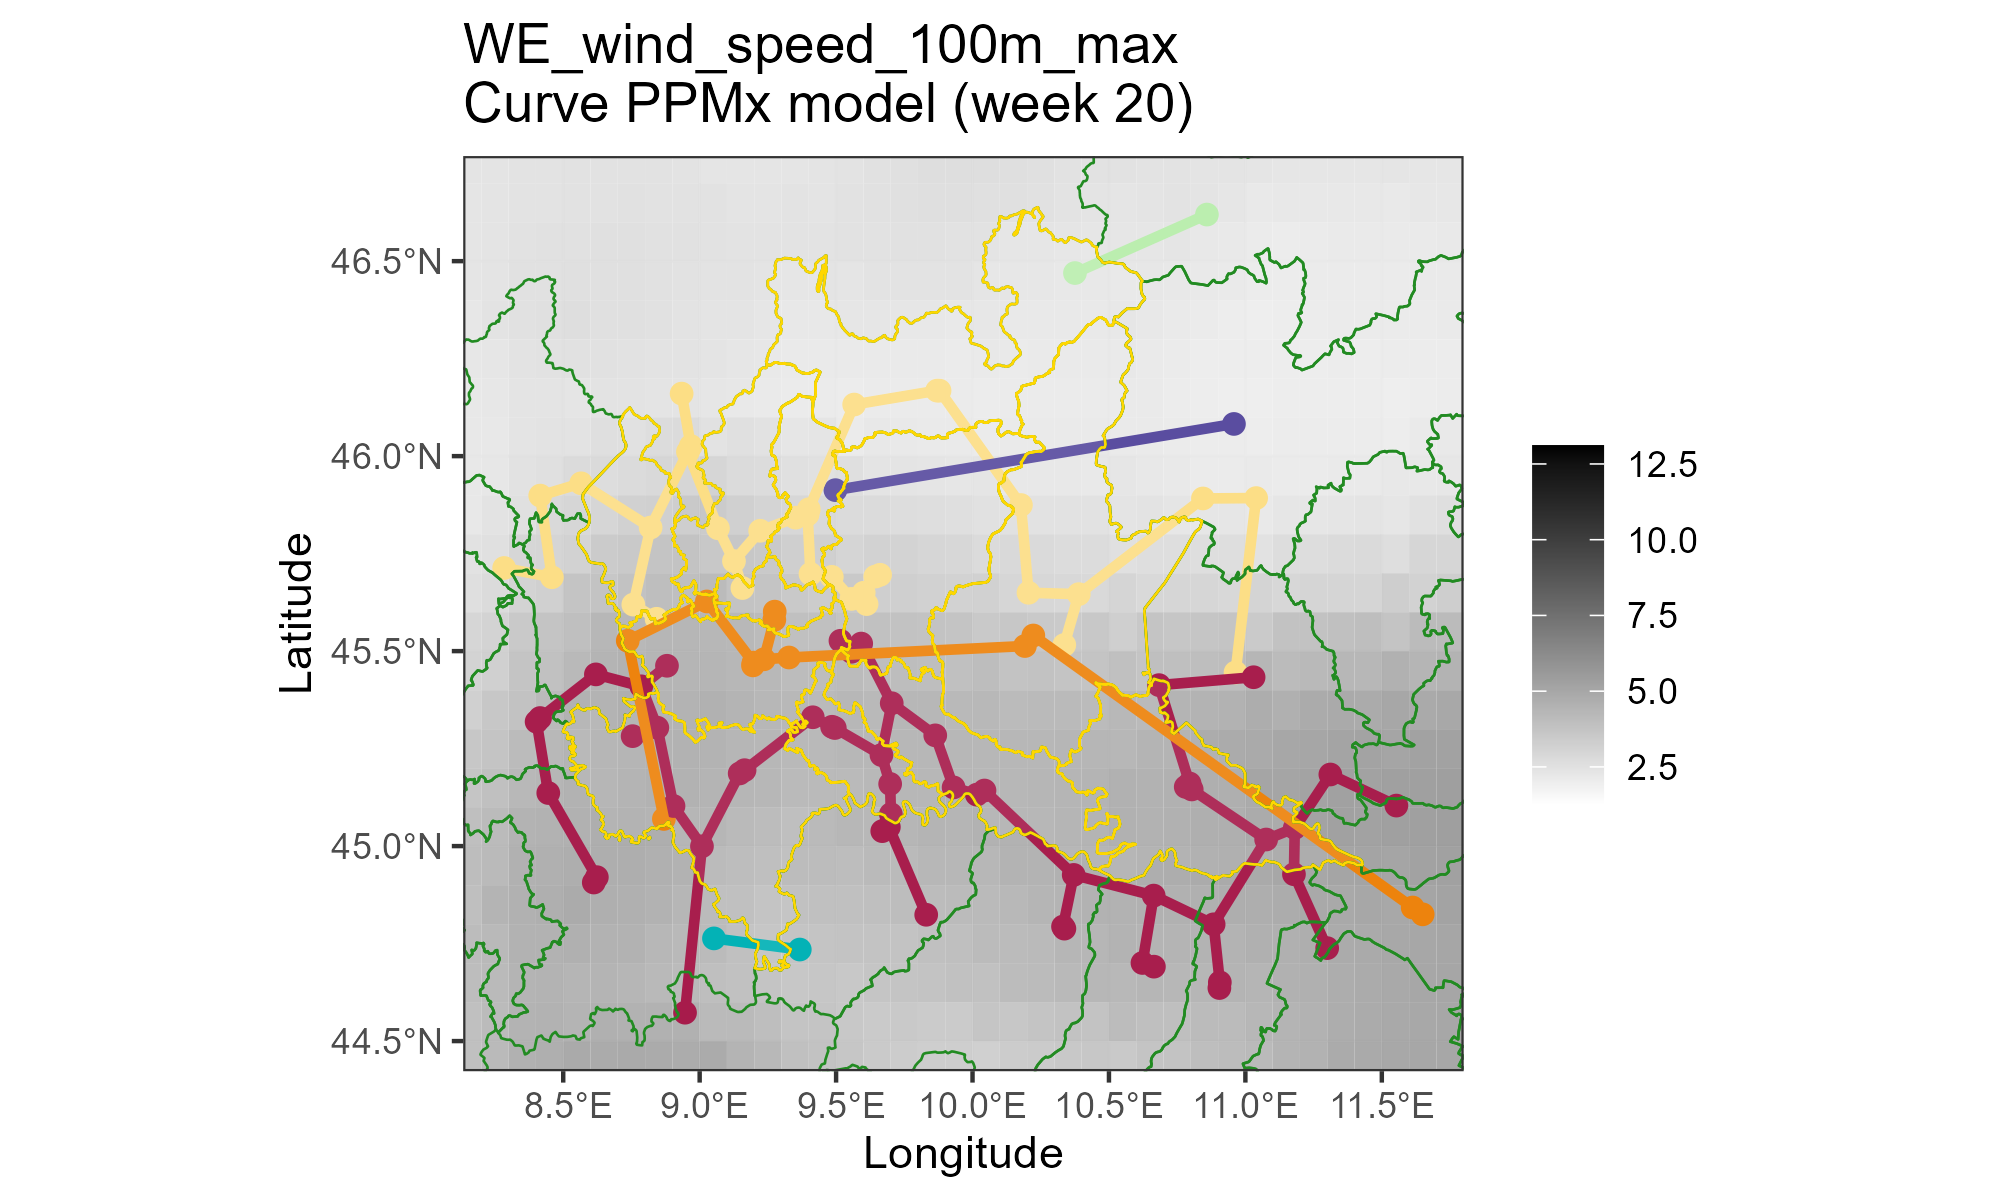 WE_wind_speed_100m_max
Curve PPMx model (week 20)
Latitude
46.5°N
46.0°N
45.5°N
45.0°N
44.5°N
8.5°E 9.0°E 9.5°E 10.0°E 10.5°E 11.0°E 11.5°E
Longitude
12.5
10.0
7.5
5.0
2.5